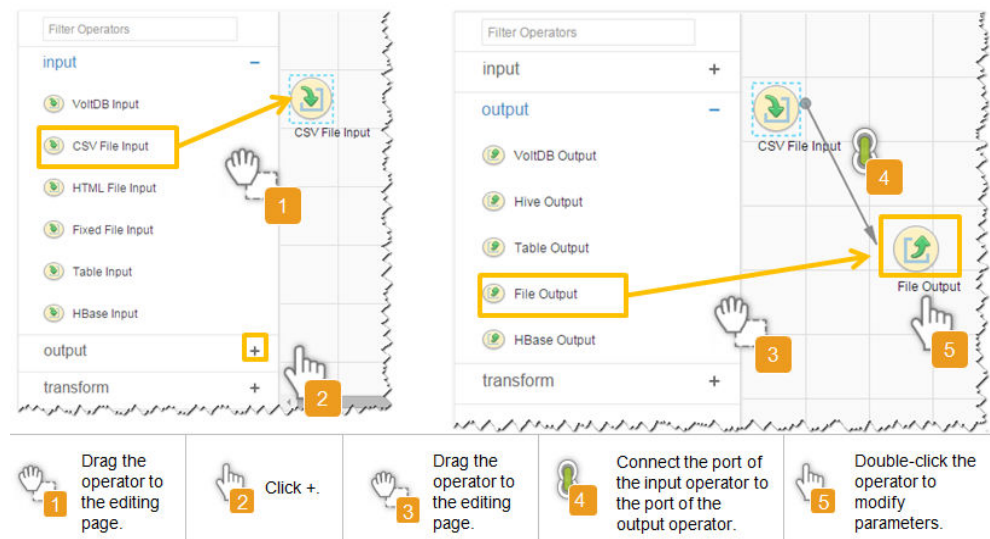 Filter Operators
input
−
VoltDB Input
CSV File Input
HTML File Input
Fixed File Input
Table Input
HBase Input
output
+
transform
+
CSV File Input
1
2
Filter Operators
input
+
output
−
VoltDB Output
Hive Output
Table Output
File Output
HBase Output
transform
+
CSV File Input
4
File Output
3
5
1
Drag the
operator to
the editing
page.
2
Click +.
3
Drag the
operator to
the editing
page.
4
Connect the port of
the input operator to
the port of the
output operator.
5
Double-click the
operator to
modify
parameters.